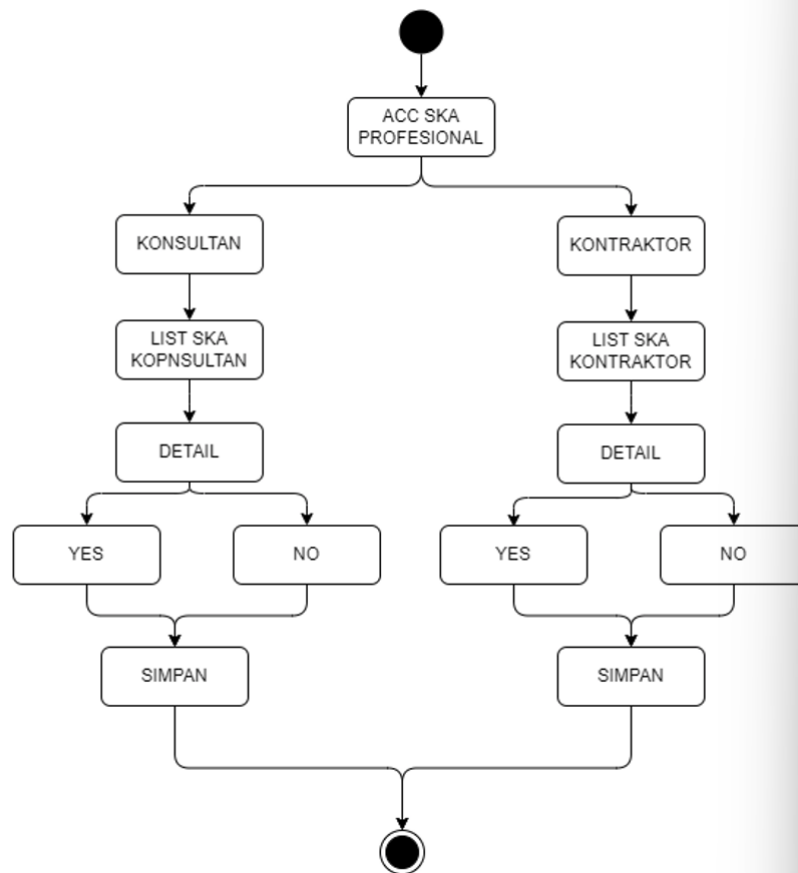 ACC SKA
PROFESIONAL
KONSULTAN
KONTRAKTOR
LIST SKA
KOPNSULTAN
LIST SKA
KONTRAKTOR
DETAIL
DETAIL
YES
NO
YES
NO
SIMPAN
SIMPAN